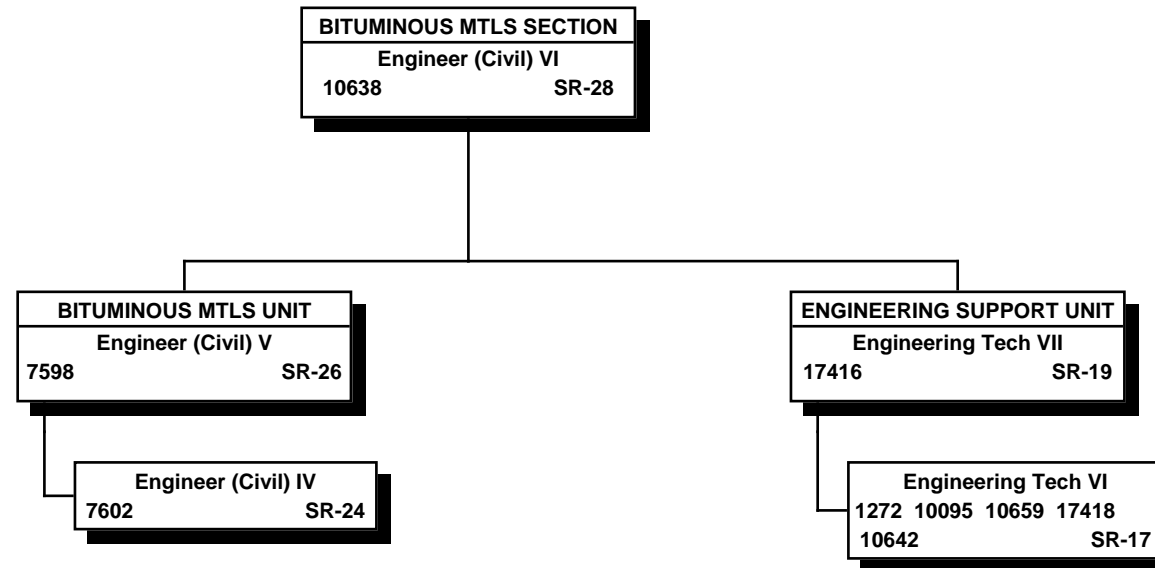 BITUMINOUS MTLS SECTION
Engineer (Civil) VI
10638 SR-28
BITUMINOUS MTLS UNIT
Engineer (Civil) V
7598 SR-26
Engineer (Civil) IV
7602 SR-24
ENGINEERING SUPPORT UNIT
Engineering Tech VII
17416 SR-19
Engineering Tech VI
1272 10095 10659 17418
10642 SR-17